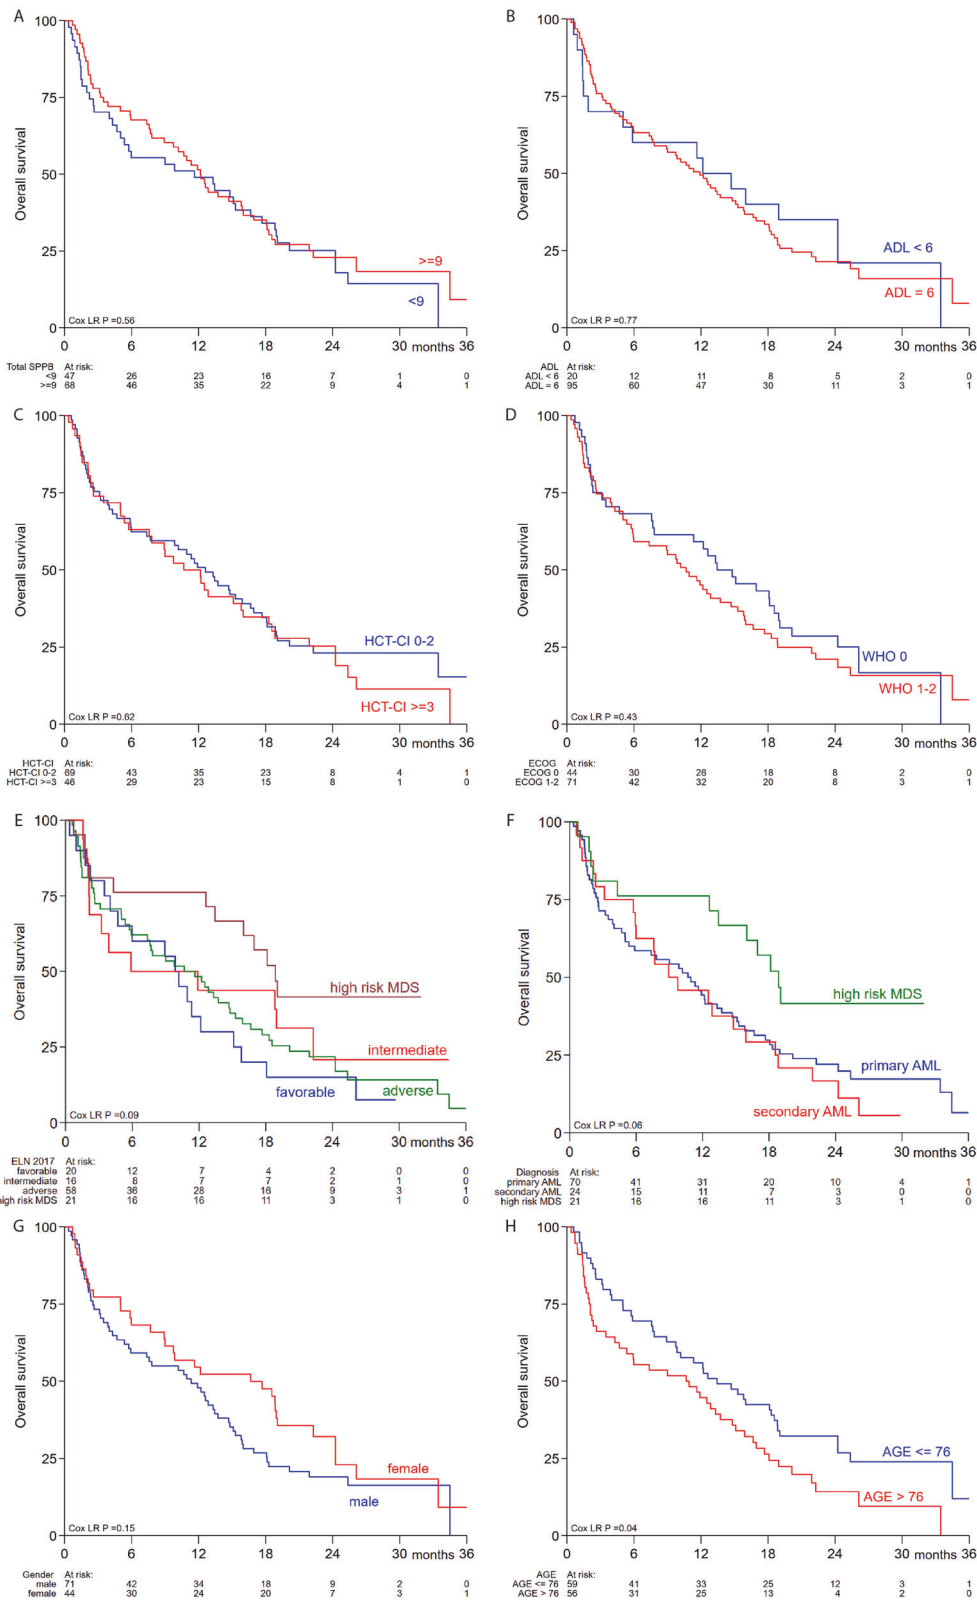 A
100
75
50
25
0
Overall survival
>=9
<9
Cox LR P =0.56
0 6 12 18 24 30 months 36
Total SPPB At risk:
<9 47 26 23 16 7 1 0
>=9 68 46 35 22 9 4 1
B
100
75
50
25
0
Overall survival
ADL < 6
ADL = 6
Cox LR P =0.77
0 6 12 18 24 30 months 36
ADL At risk:
ADL < 6 20 12 11 8 5 2 0
ADL = 6 95 60 47 30 11 3 1
C
100
75
50
25
0
Overall survival
HCT-CI 0-2
HCT-CI >=3
Cox LR P =0.62
0 6 12 18 24 30 months 36
HCT-CI At risk:
HCT-CI 0-2 69 43 35 23 8 4 1
HCT-CI >=3 46 29 23 15 8 1 0
D
100
75
50
25
0
Overall survival
WHO 0
WHO 1-2
Cox LR P =0.43
0 6 12 18 24 30 months 36
ECOG At risk:
ECOG 0 44 30 26 18 8 2 0
ECOG 1-2 71 42 32 20 8 3 1
E
100
75
50
25
0
Overall survival
high risk MDS
intermediate
adverse
favorable
Cox LR P =0.09
0 6 12 18 24 30 months 36
ELN 2017 At risk:
favorable 20 12 7 4 2 0 0
intermediate 16 8 7 7 2 1 0
adverse 58 36 28 16 9 3 1
high risk MDS 21 16 16 11 3 1 0
F
100
75
50
25
0
Overall survival
high risk MDS
primary AML
secondary AML
Cox LR P =0.06
0 6 12 18 24 30 months 36
Diagnosis At risk:
primary AML 70 41 31 20 10 4 1
secondary AML 24 15 11 7 3 0 0
high risk MDS 21 16 16 11 3 1 0
G
100
75
50
25
0
Overall survival
female
male
Cox LR P =0.15
0 6 12 18 24 30 months 36
Gender At risk:
male 71 42 34 18 9 2 0
female 44 30 24 20 7 3 1
H
100
75
50
25
0
Overall survival
AGE <= 76
AGE > 76
Cox LR P =0.04
0 6 12 18 24 30 months 36
AGE At risk:
AGE <= 76 59 41 33 25 12 3 1
AGE > 76 56 31 25 13 4 2 0